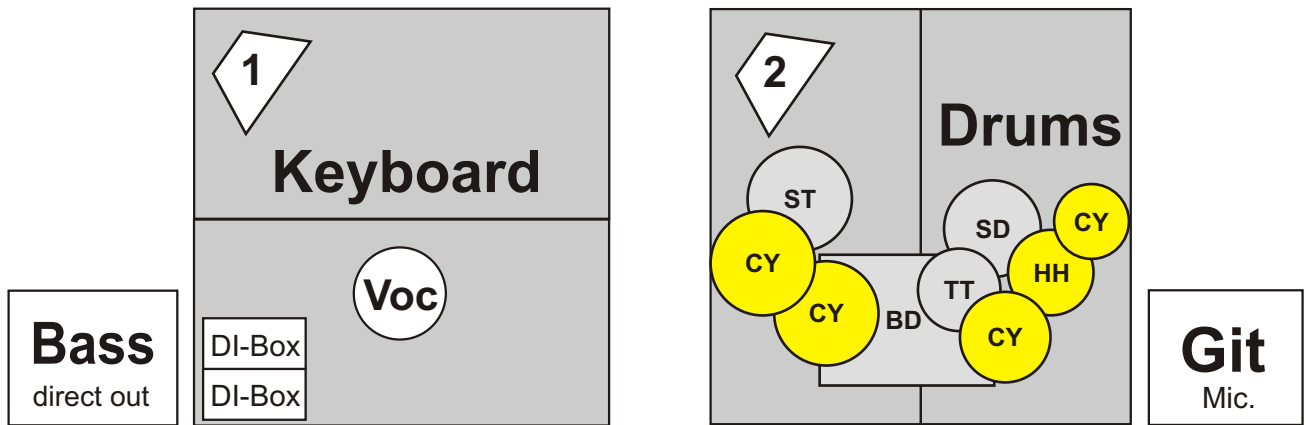 1
Keyboard
Voc
DI-Box
DI-Box
Bass
direct out
2
Drums
ST
SD
CY
CY
HH
TT
CY
BD
CY
Git
Mic.